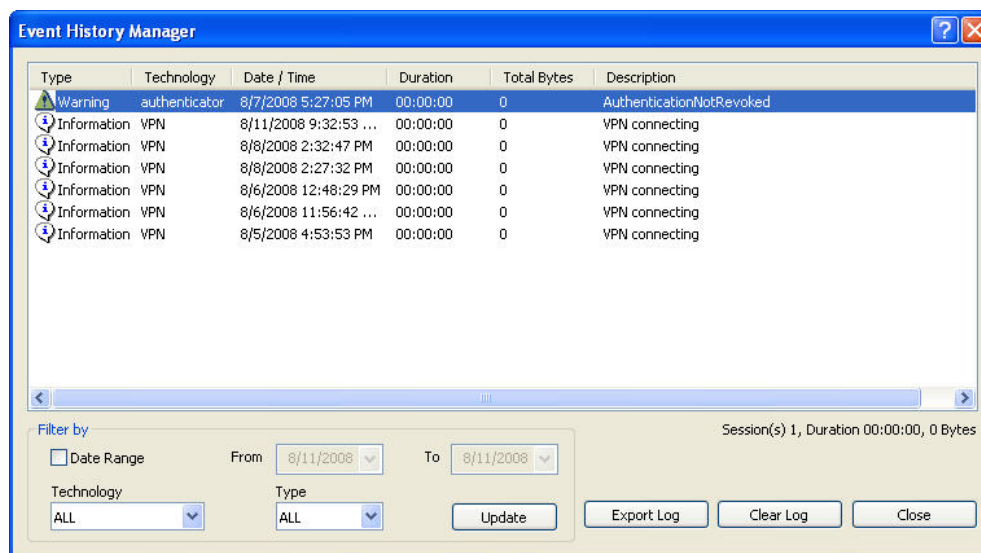 Event History Manager
Type Technology Date / Time Duration Total Bytes Description
Warning authenticator 8/7/2008 5:27:05 PM 00:00:00 0 AuthenticationNotRevoked
Information VPN 8/11/2008 9:32:53 ... 00:00:00 0 VPN connecting
Information VPN 8/8/2008 2:32:47 PM 00:00:00 0 VPN connecting
Information VPN 8/8/2008 2:27:32 PM 00:00:00 0 VPN connecting
Information VPN 8/6/2008 12:48:29 PM 00:00:00 0 VPN connecting
Information VPN 8/6/2008 11:56:42 ... 00:00:00 0 VPN connecting
Information VPN 8/5/2008 4:53:53 PM 00:00:00 0 VPN connecting
Filter by
Session(s) 1, Duration 00:00:00, 0 Bytes
Date Range From 8/11/2008 To 8/11/2008
Technology Type
ALL ALL Update Export Log Clear Log Close